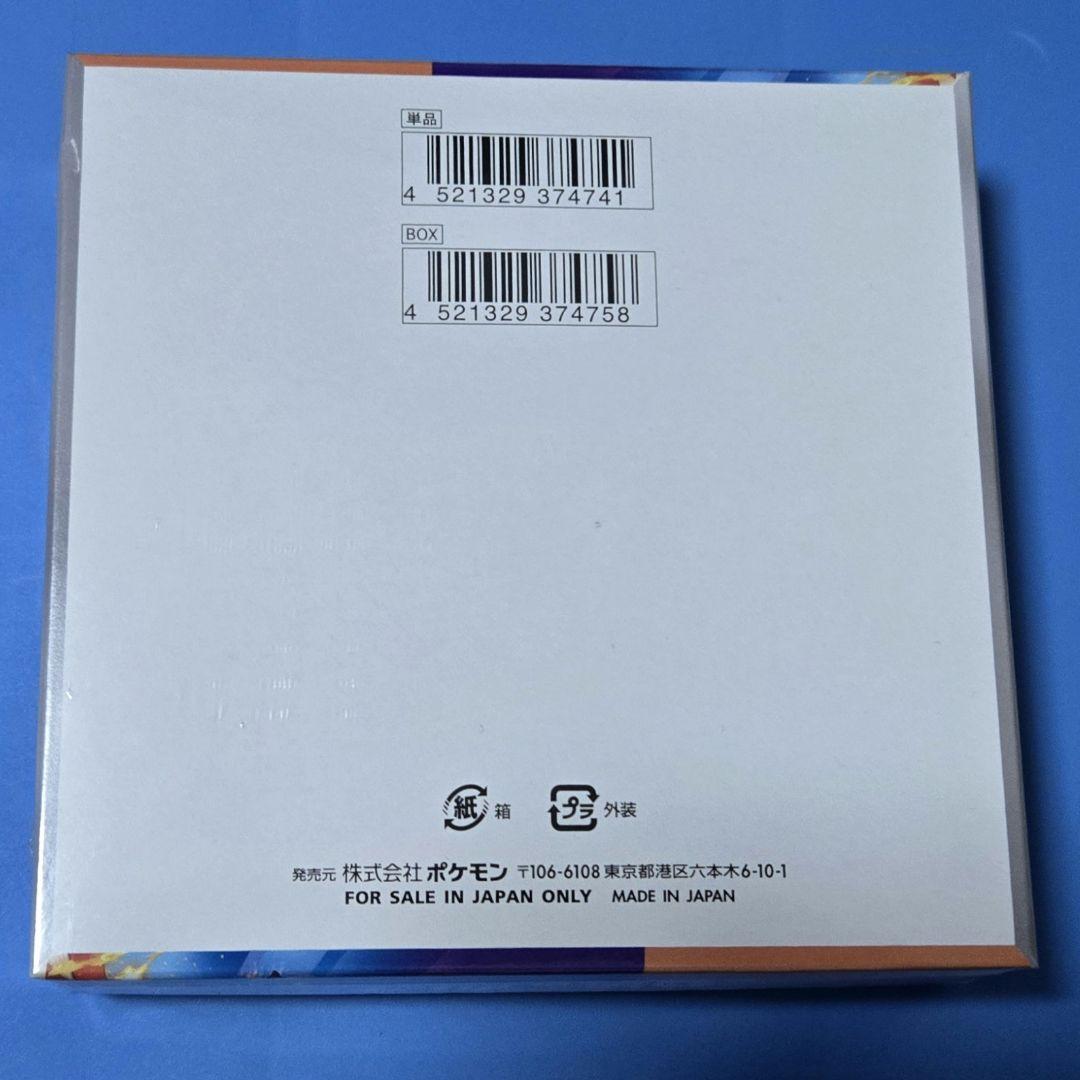 単品
4 521329 374741
BOX
4 521329 374758
紙 箱 プラ 外装
発売元 株式会社 ポケモン 〒106-6108 東京都港区六本木6-10-1
FOR SALE IN JAPAN ONLY MADE IN JAPAN